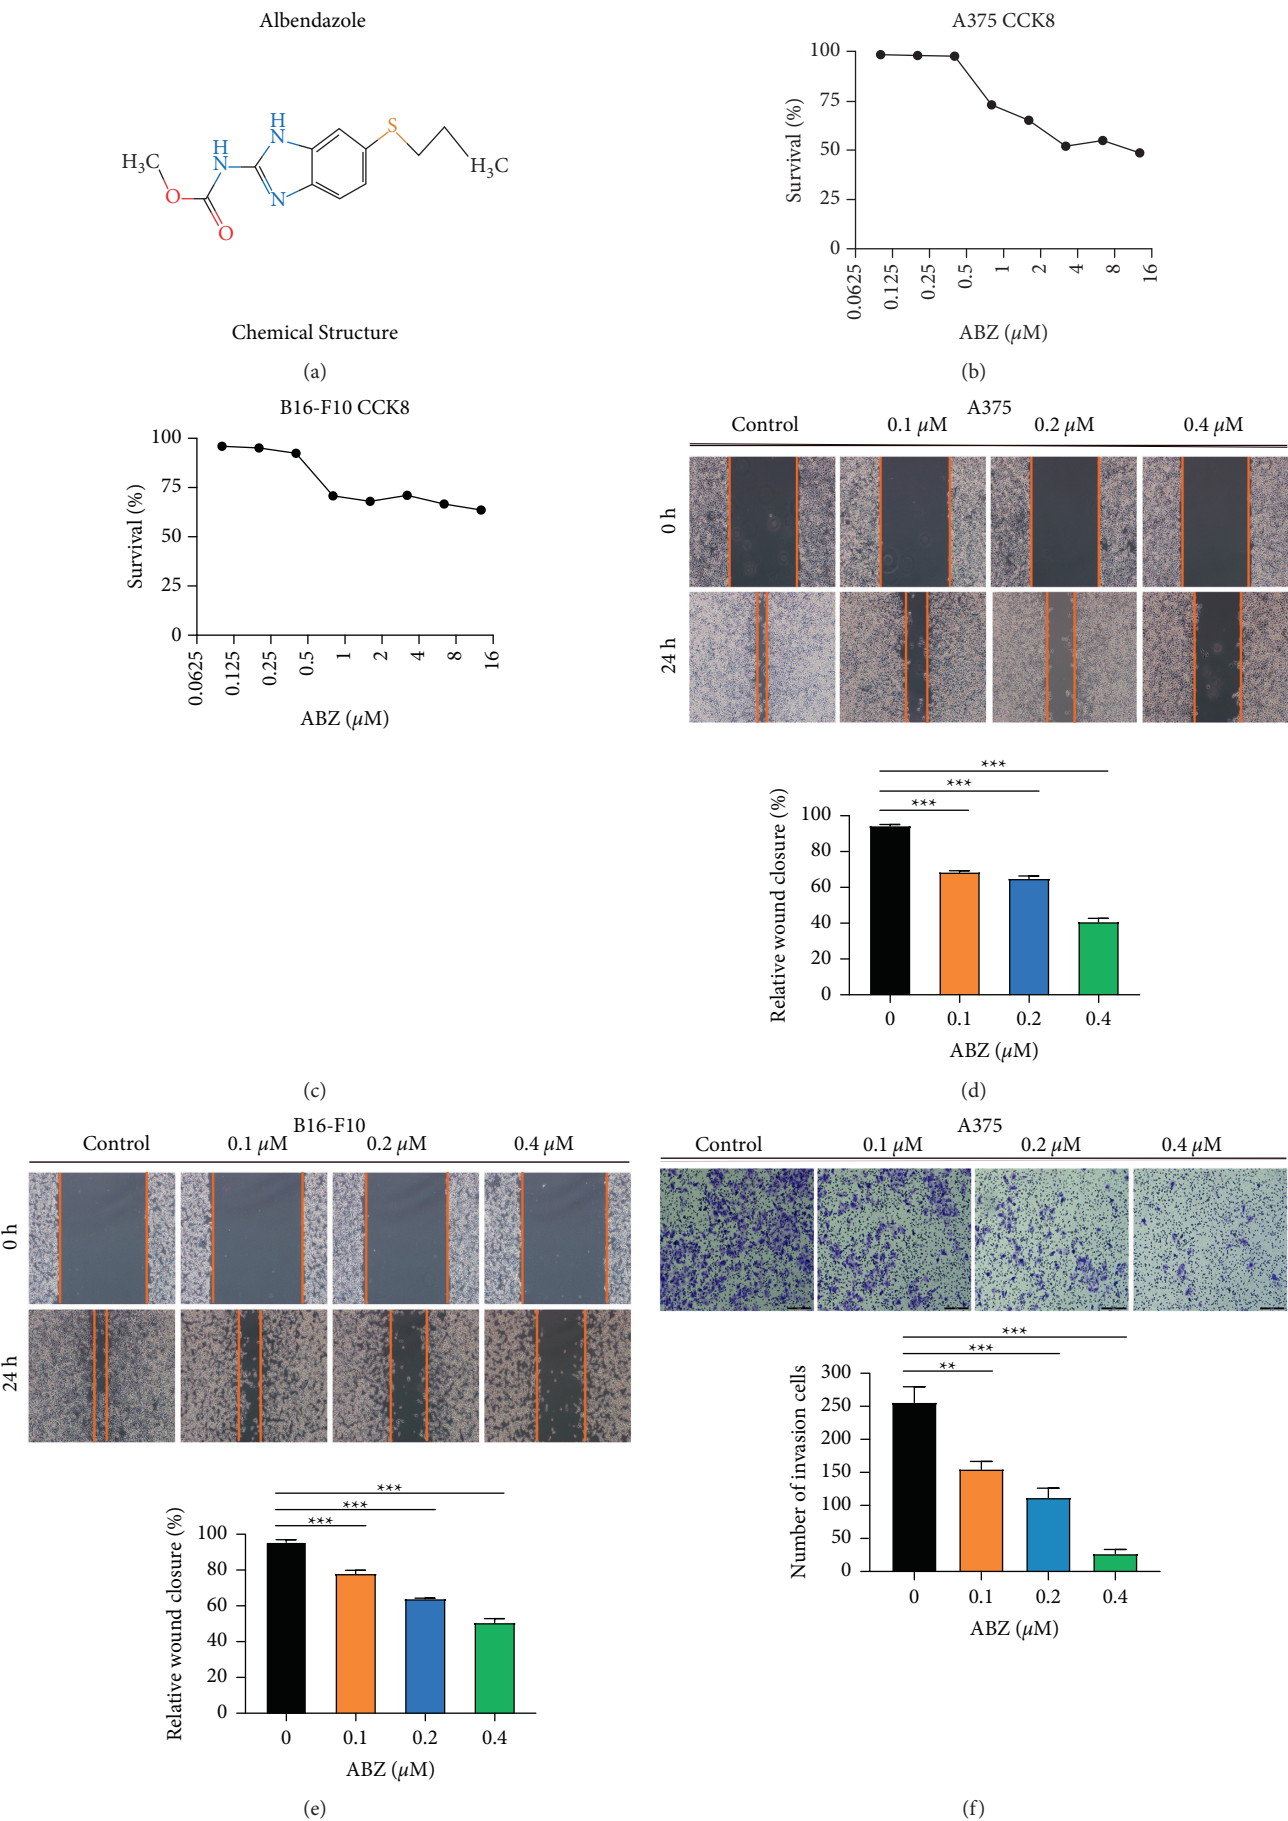 Albendazole
H3C
O
O
H
N
H
N
N
S
H3C
Chemical Structure
(a)
A375 CCK8
Survival (%)
100
75
50
25
0
0.0625
0.125
0.25
0.5
1
2
4
8
16
ABZ (μM)
(b)
B16-F10 CCK8
Survival (%)
100
75
50
25
0
0.0625
0.125
0.25
0.5
1
2
4
8
16
ABZ (μM)
(c)
A375
Control 0.1 μM 0.2 μM 0.4 μM
0 h
24 h
***
***
***
Relative wound closure (%)
100
80
60
40
20
0
0 0.1 0.2 0.4
ABZ (μM)
(d)
B16-F10
Control 0.1 μM 0.2 μM 0.4 μM
0 h
24 h
***
***
***
Relative wound closure (%)
100
80
60
40
20
0
0 0.1 0.2 0.4
ABZ (μM)
(e)
A375
Control 0.1 μM 0.2 μM 0.4 μM
***
***
**
Number of invasion cells
300
250
200
150
100
50
0
0 0.1 0.2 0.4
ABZ (μM)
(f)